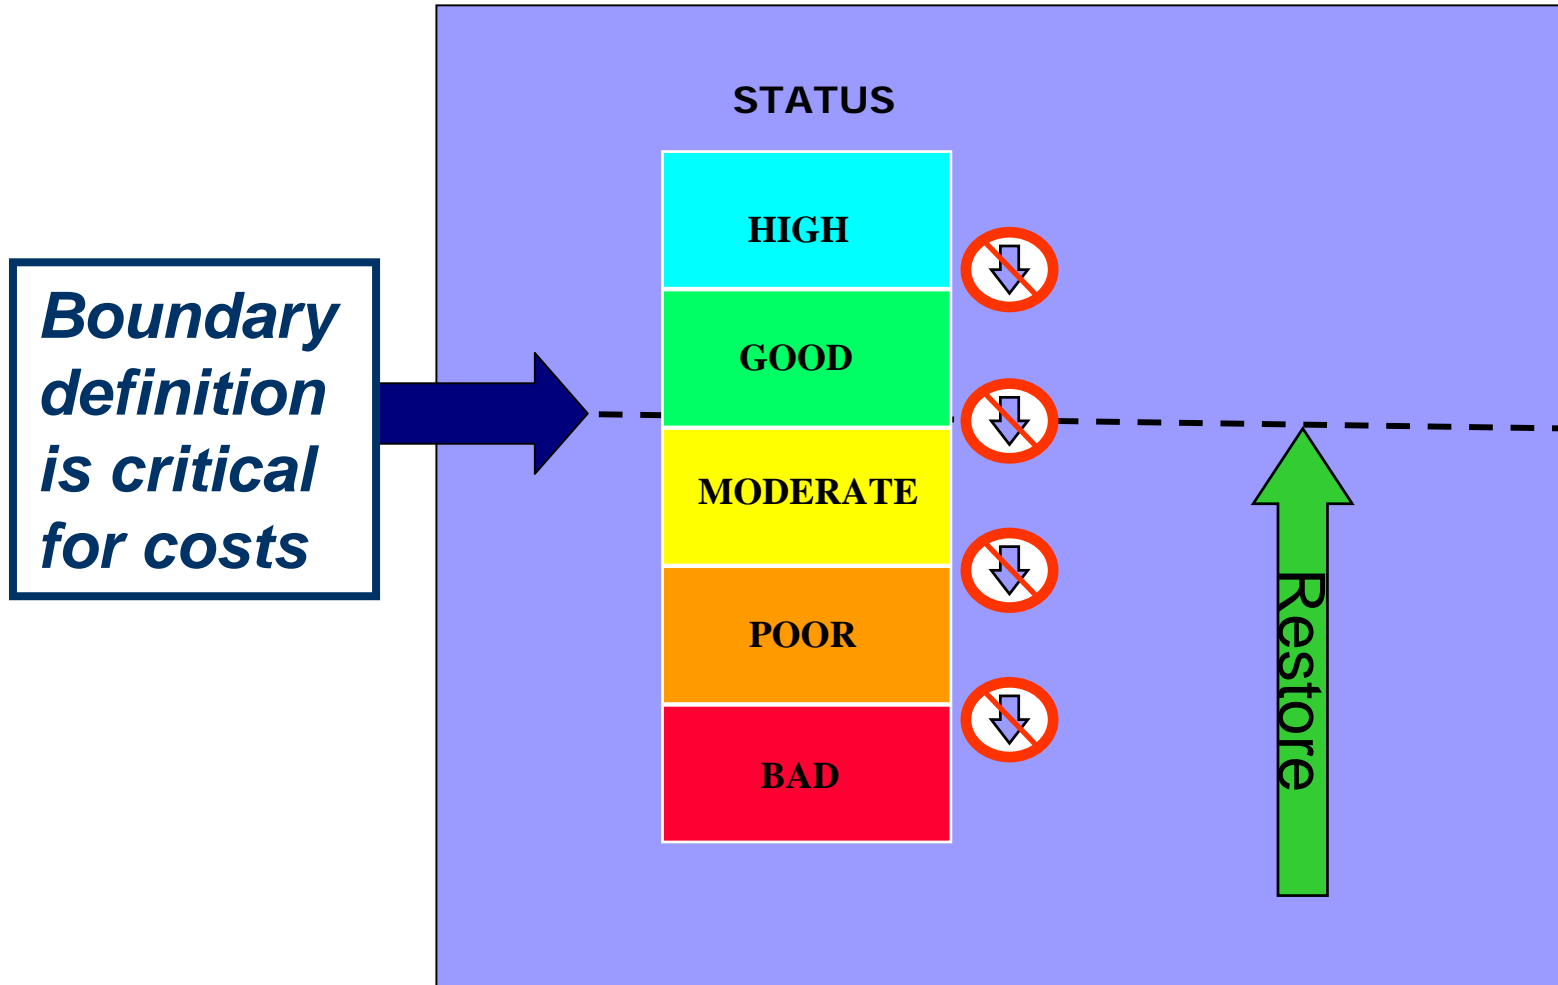 STATUS
HIGH
GOOD
MODERATE
POOR
BAD
Boundary
definition
is critical
for costs
Restore